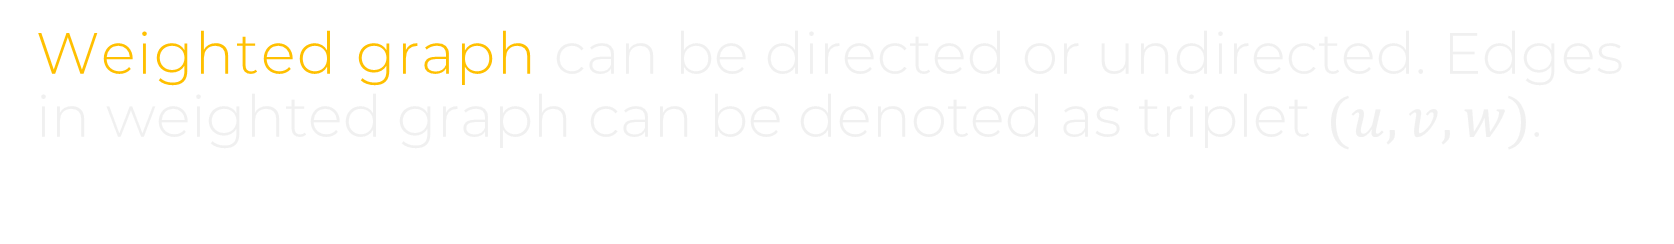 Weighted graph can be directed or undirected. Edges
in weighted graph can be denoted as triplet (u, v, w).